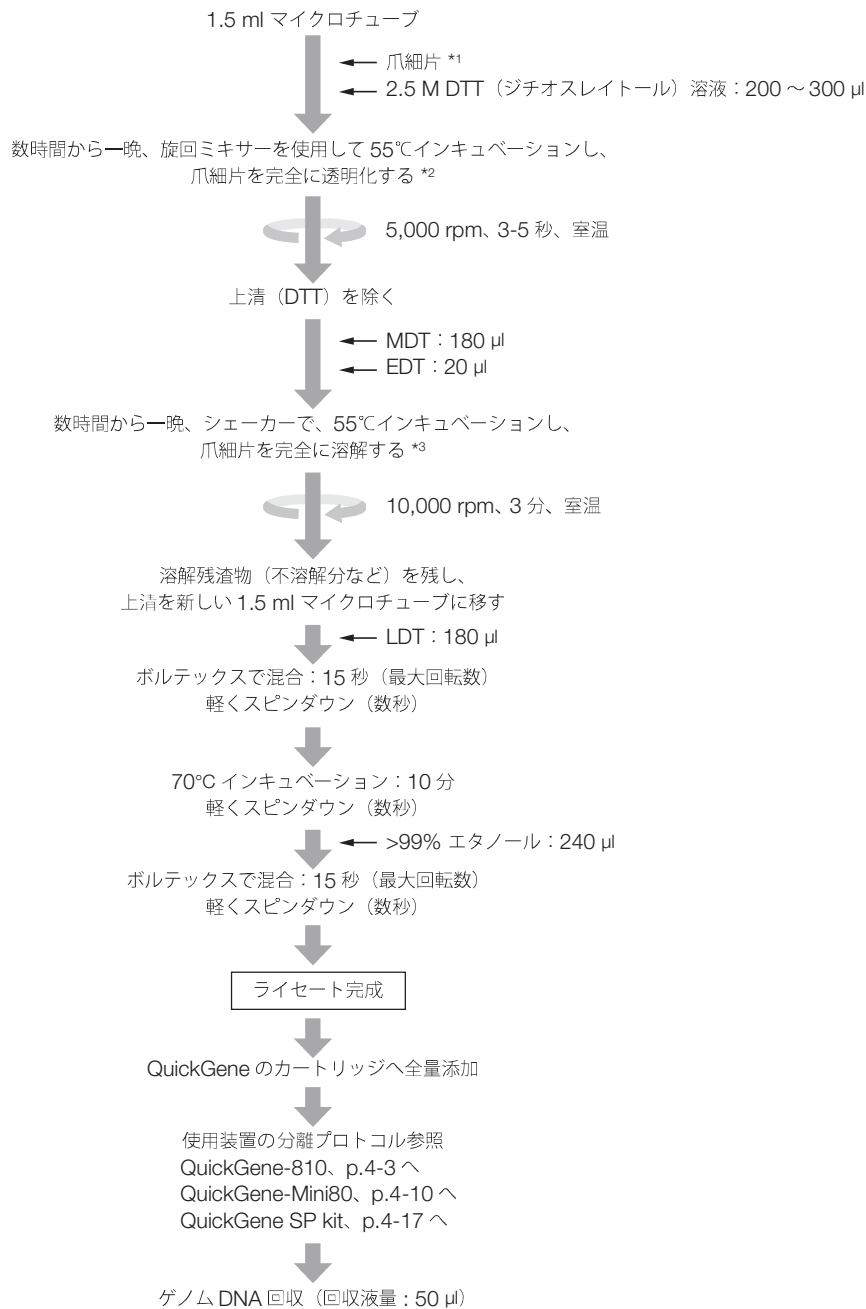 1.5 ml マイクロチューブ
爪細片 *1
2.5 M DTT（ジチオスレイトール）溶液：200 ～ 300 μl
数時間から一晩、旋回ミキサーを使用して 55℃インキュベーションし、
爪細片を完全に透明化する *2
5,000 rpm、3-5 秒、室温
上清（DTT）を除く
MDT：180 μl
EDT：20 μl
数時間から一晩、シェーカーで、55℃インキュベーションし、
爪細片を完全に溶解する *3
10,000 rpm、3 分、室温
溶解残渣物（不溶解分など）を残し、
上清を新しい 1.5 ml マイクロチューブに移す
LDT：180 μl
ボルテックスで混合：15 秒（最大回転数）
軽くスピンダウン（数秒）
70℃ インキュベーション：10 分
軽くスピンダウン（数秒）
>99% エタノール：240 μl
ボルテックスで混合：15 秒（最大回転数）
軽くスピンダウン（数秒）
ライセート完成
QuickGene のカートリッジへ全量添加
使用装置の分離プロトコル参照
QuickGene-810、p.4-3 へ
QuickGene-Mini80、p.4-10 へ
QuickGene SP kit、p.4-17 へ
ゲノム DNA 回収（回収液量：50 μl）